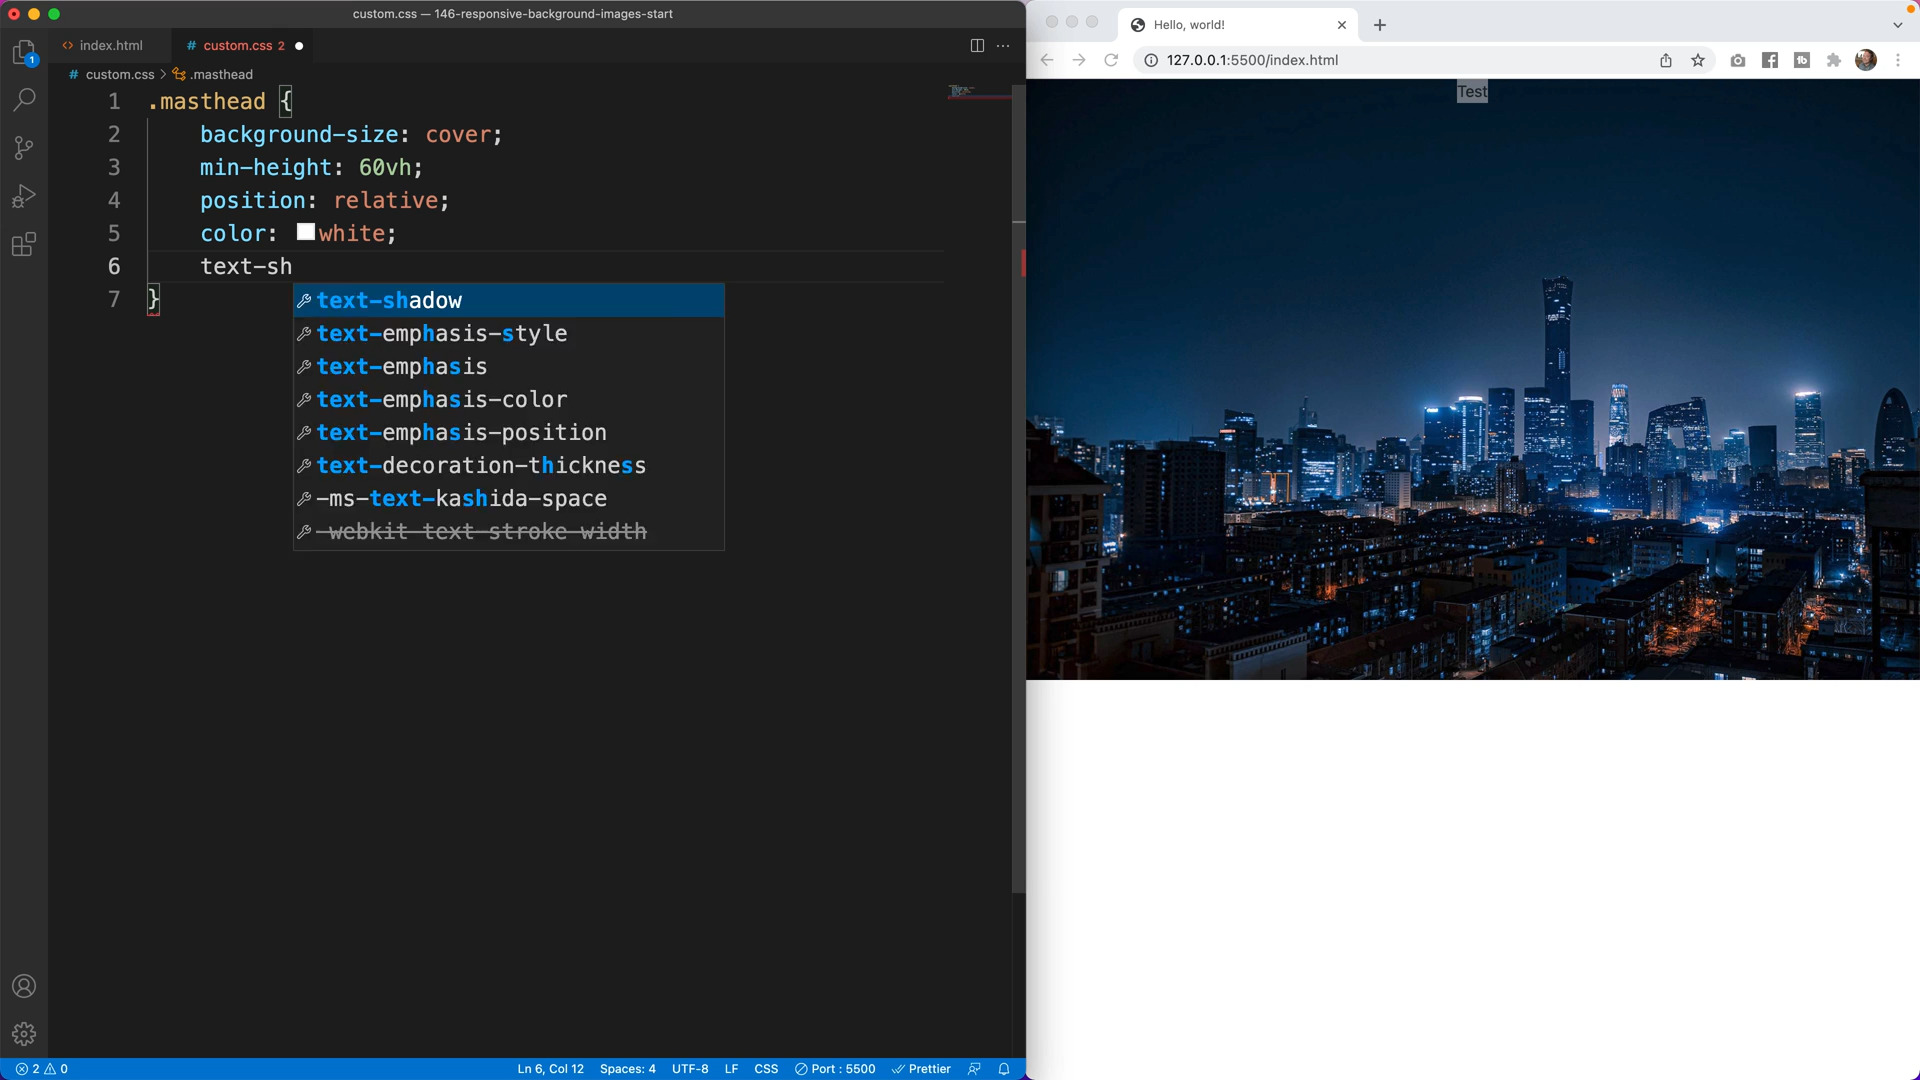 custom.css — 146-responsive-background-images-start
index.html
# custom.css 2
# custom.css > .masthead
1 .masthead {
2 background-size: cover;
3 min-height: 60vh;
4 position: relative;
5 color: white;
6 text-sh
7 }
text-shadow
text-emphasis-style
text-emphasis
text-emphasis-color
text-emphasis-position
text-decoration-thickness
-ms-text-kashida-space
-webkit-text-stroke-width
1
2 0
Ln 6, Col 12
Spaces: 4
UTF-8
LF
CSS
Port : 5500
Prettier
Hello, world!
127.0.0.1:5500/index.html
Test